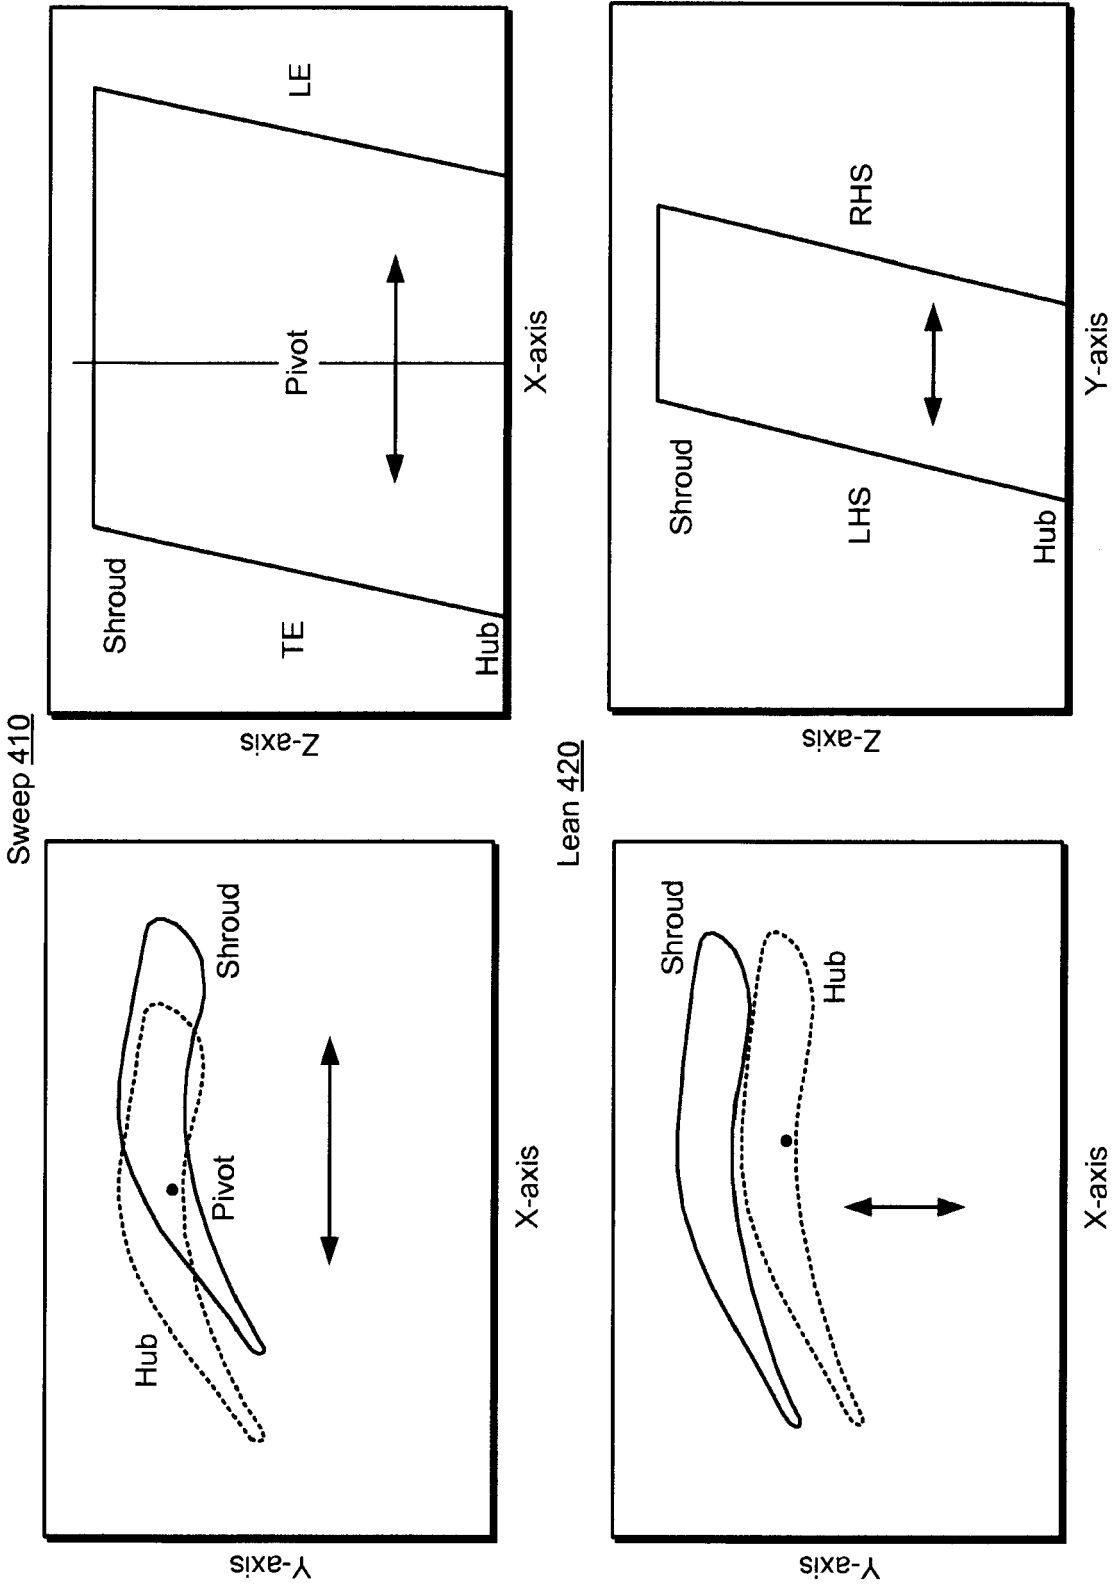 Sweep 410
Y-axis
Hub
Pivot
Shroud
X-axis
Z-axis
Shroud
TE
Hub
Pivot
LE
X-axis
Lean 420
Y-axis
Shroud
Hub
X-axis
Z-axis
Shroud
LHS
Hub
RHS
Y-axis